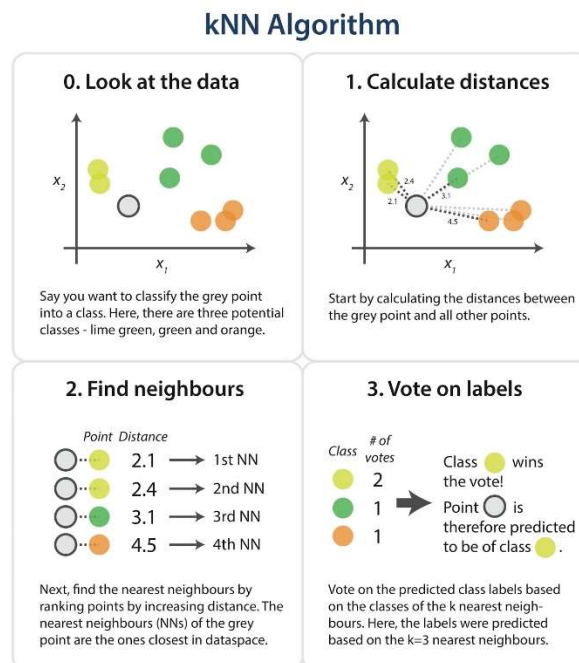 kNN Algorithm
0. Look at the data
x2
x1
Say you want to classify the grey point
into a class. Here, there are three potential
classes - lime green, green and orange.
1. Calculate distances
x2
2.4
2.1
3.1
4.5
x1
Start by calculating the distances between
the grey point and all other points.
2. Find neighbours
Point Distance
2.1 1st NN
2.4 2nd NN
3.1 3rd NN
4.5 4th NN
Next, find the nearest neighbours by
ranking points by increasing distance. The
nearest neighbours (NNs) of the grey
point are the ones closest in dataspace.
3. Vote on labels
Class # of
votes
2
1
1
Class wins
the vote!
Point is
therefore predicted
to be of class .
Vote on the predicted class labels based
on the classes of the k nearest neigh-
bours. Here, the labels were predicted
based on the k=3 nearest neighbours.